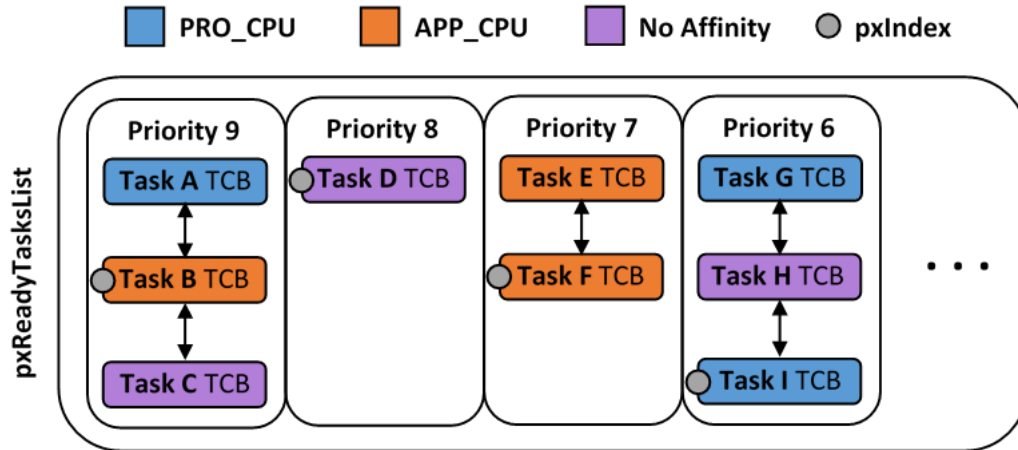 PRO_CPU
APP_CPU
No Affinity
pxIndex
pxReadyTasksList
Priority 9
Priority 8
Priority 7
Priority 6
Task A TCB
Task D TCB
Task E TCB
Task G TCB
Task B TCB
Task F TCB
Task H TCB
Task C TCB
Task I TCB
. . .